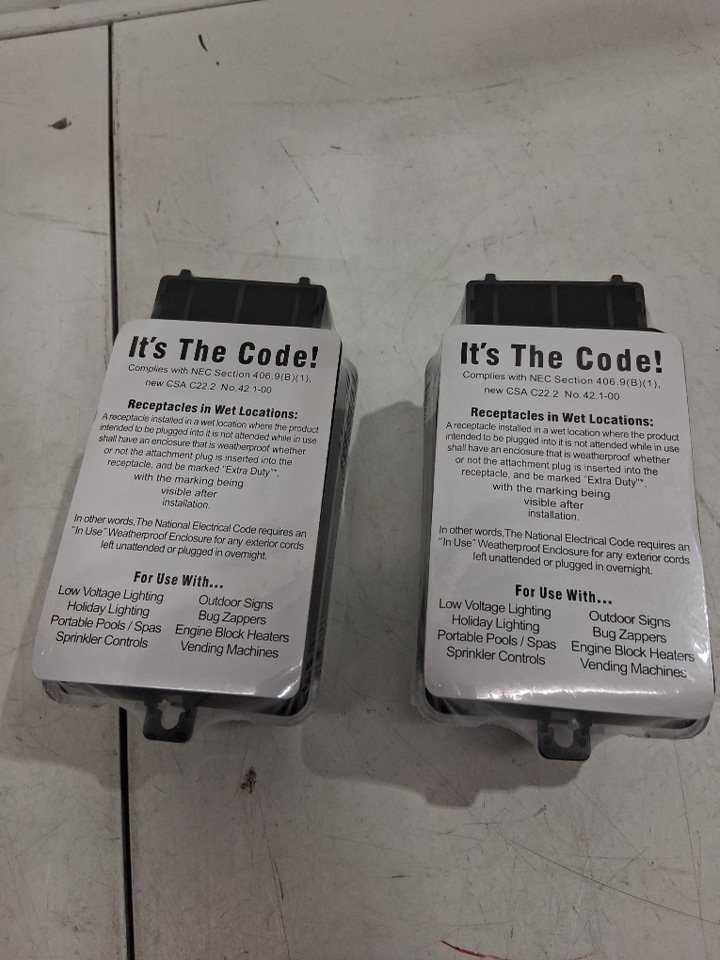 It's The Code!
Complies with NEC Section 406.9(B)(1),
new CSA C22.2 No.42.1-00
Receptacles in Wet Locations:
A receptacle installed in a wet location where the product
intended to be plugged into it is not attended while in use
shall have an enclosure that is weatherproof whether
or not the attachment plug is inserted into the
receptacle, and be marked "Extra Duty"*.
with the marking being
visible after
installation.
In other words,The National Electrical Code requires an
"In Use" Weatherproof Enclosure for any exterior cords
left unattended or plugged in overnight.
For Use With...
Low Voltage Lighting
Holiday Lighting
Portable Pools / Spas
Sprinkler Controls
Outdoor Signs
Bug Zappers
Engine Block Heaters
Vending Machines
It's The Code!
Complies with NEC Section 406.9(B)(1),
new CSA C22.2 No.42.1-00
Receptacles in Wet Locations:
A receptacle installed in a wet location where the product
intended to be plugged into it is not attended while in use
shall have an enclosure that is weatherproof whether
or not the attachment plug is inserted into the
receptacle, and be marked "Extra Duty"*.
with the marking being
visible after
installation.
In other words,The National Electrical Code requires an
"In Use" Weatherproof Enclosure for any exterior cords
left unattended or plugged in overnight.
For Use With...
Low Voltage Lighting
Holiday Lighting
Portable Pools / Spas
Sprinkler Controls
Outdoor Signs
Bug Zappers
Engine Block Heaters
Vending Machines